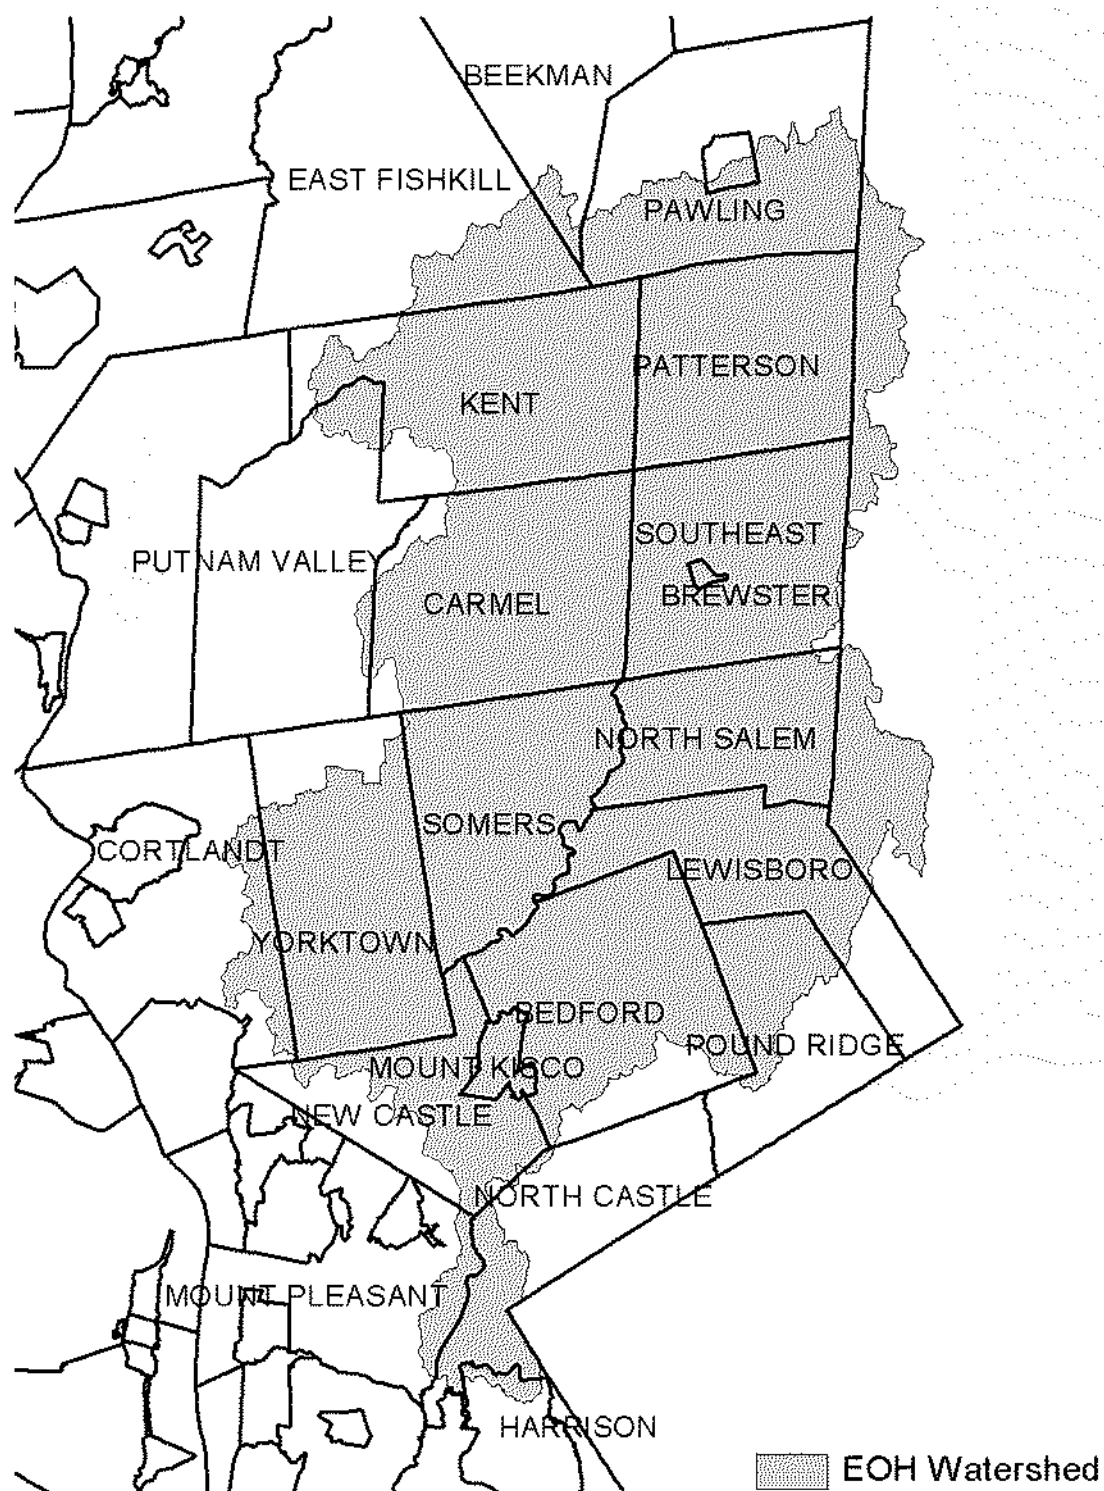 BEEKMAN
EAST FISHKILL
PAWLING
PATTERSON
KENT
SOUTHEAST
PUTNAM VALLEY
BREWSTER
CARMEL
NORTH SALEM
SOMERS
CORTLANDT
LEWISBORO
YORKTOWN
BEDFORD
POUND RIDGE
MOUNT KISCO
NEW CASTLE
NORTH CASTLE
MOUNT PLEASANT
HARRISON
EOH Watershed